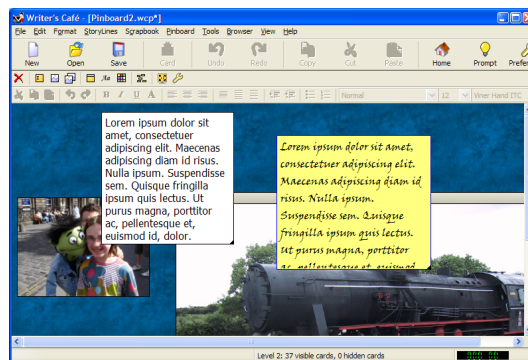 Writer's Café - [Pinboard2.wcp*]
File Edit Format StoryLines Scrapbook Pinboard Tools Browser View Help
New Open Save Card Undo Redo Copy Cut Paste Home Prompt Prefer
B I U A Normal 12 Viner Hand ITC
Lorem ipsum dolor sit
amet, consectetuer
adipiscing elit. Maecenas
adipiscing diam id risus.
Nulla ipsum. Suspendisse
sem. Quisque fringilla
ipsum quis lectus. Ut
purus magna, porttitor
ac, pellentesque et,
euismod id, dolor.
Lorem ipsum dolor sit amet,
consectetuer adipiscing elit.
Maecenas adipiscing diam id
risus. Nulla ipsum.
Suspendisse sem. Quisque
fringilla ipsum quis lectus.
Ut purus magna, porttitor
ac, pellentesque et, euismod
Level 2: 37 visible cards, 0 hidden cards